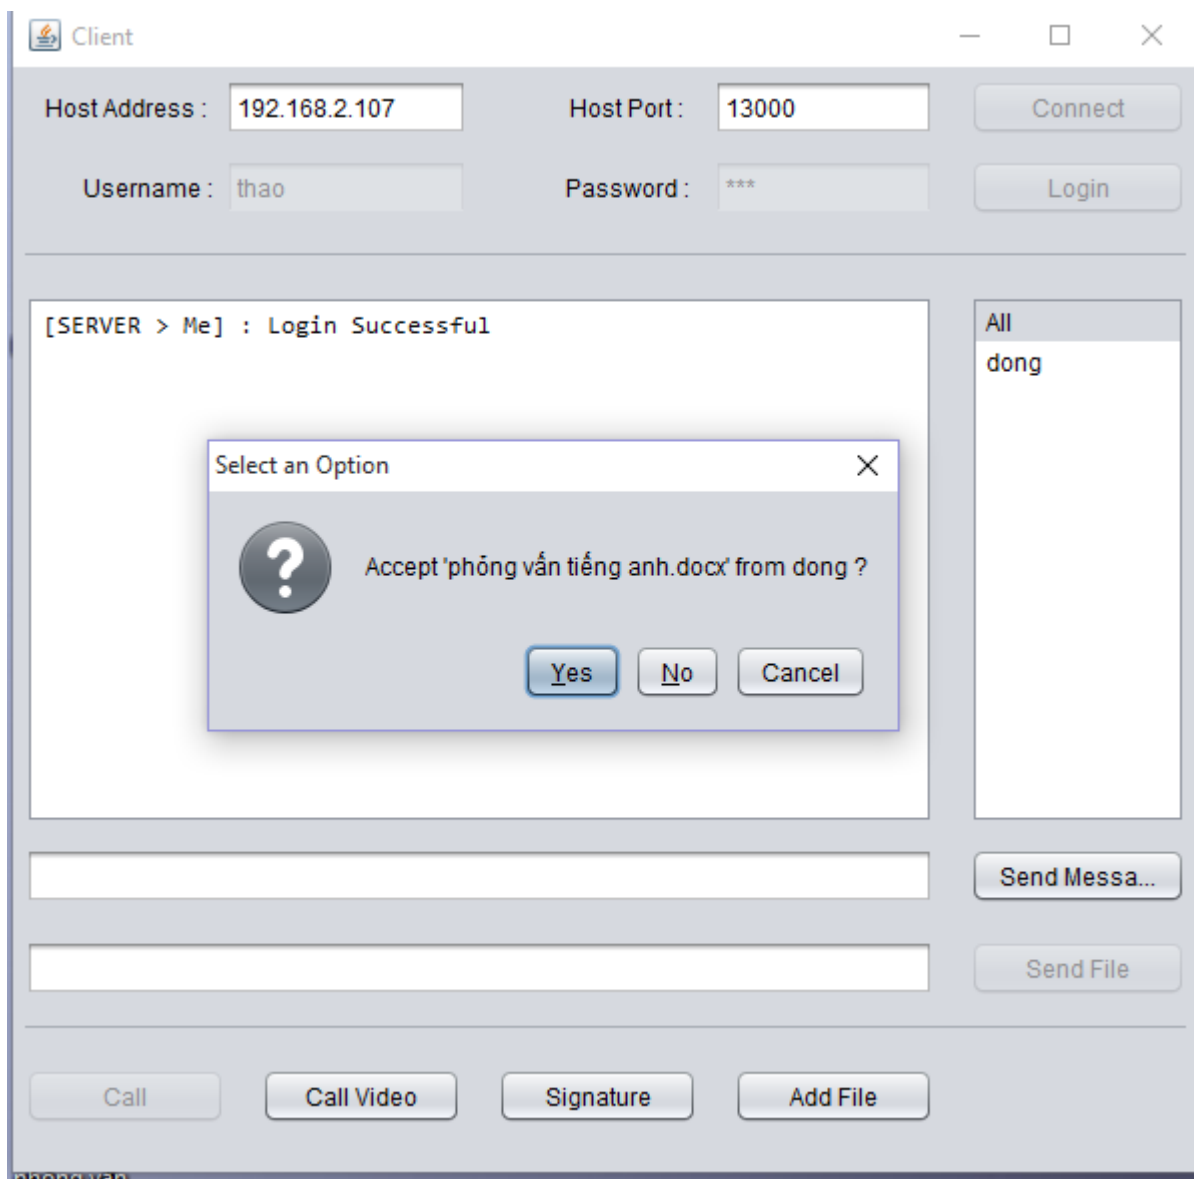 Client
Host Address : 192.168.2.107 Host Port : 13000 Connect
Username : thao Password : *** Login
[SERVER > Me] : Login Successful
All
dong
Select an Option
Accept 'phõng vấn tiếng anh.docx' from dong ?
Yes No Cancel
Send Messa...
Send File
Call Call Video Signature Add File